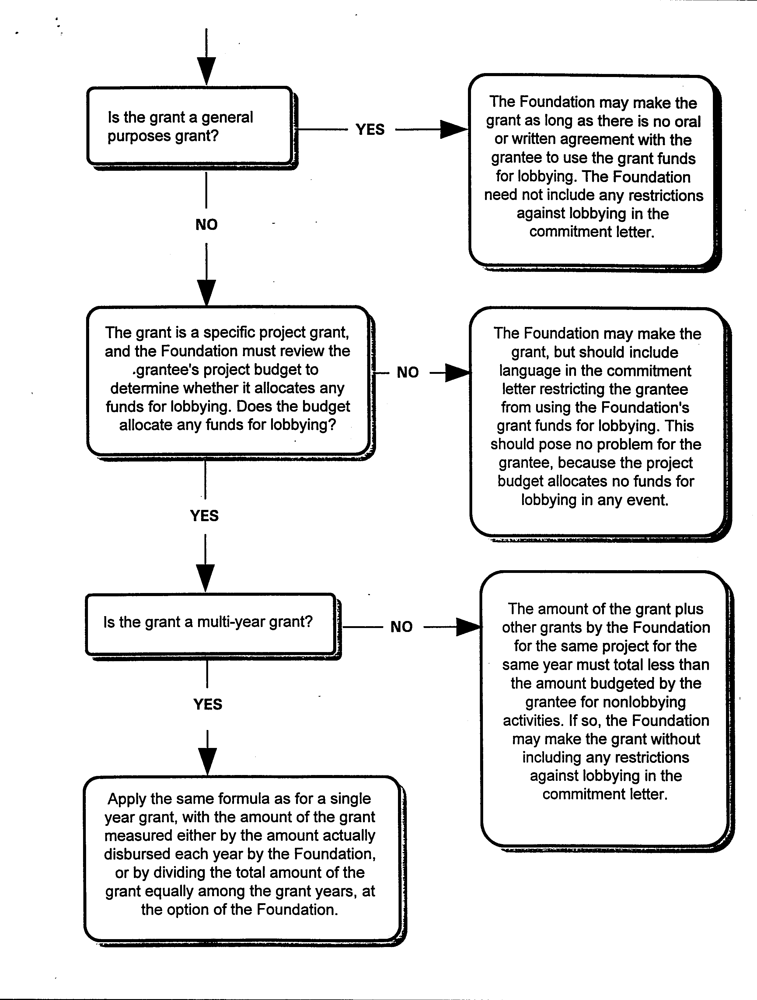 Is the grant a general
purposes grant?
YES
The Foundation may make the
grant as long as there is no oral
or written agreement with the
grantee to use the grant funds
for lobbying. The Foundation
need not include any restrictions
against lobbying in the
commitment letter.
NO
The grant is a specific project grant,
and the Foundation must review the
grantee's project budget to
determine whether it allocates any
funds for lobbying. Does the budget
allocate any funds for lobbying?
NO
The Foundation may make the
grant, but should include
language in the commitment
letter restricting the grantee
from using the Foundation's
grant funds for lobbying. This
should pose no problem for the
grantee, because the project
budget allocates no funds for
lobbying in any event.
YES
Is the grant a multi-year grant?
NO
The amount of the grant plus
other grants by the Foundation
for the same project for the
same year must total less than
the amount budgeted by the
grantee for nonlobbying
activities. If so, the Foundation
may make the grant without
including any restrictions
against lobbying in the
commitment letter.
YES
Apply the same formula as for a single
year grant, with the amount of the grant
measured either by the amount actually
disbursed each year by the Foundation,
or by dividing the total amount of the
grant equally among the grant years, at
the option of the Foundation.